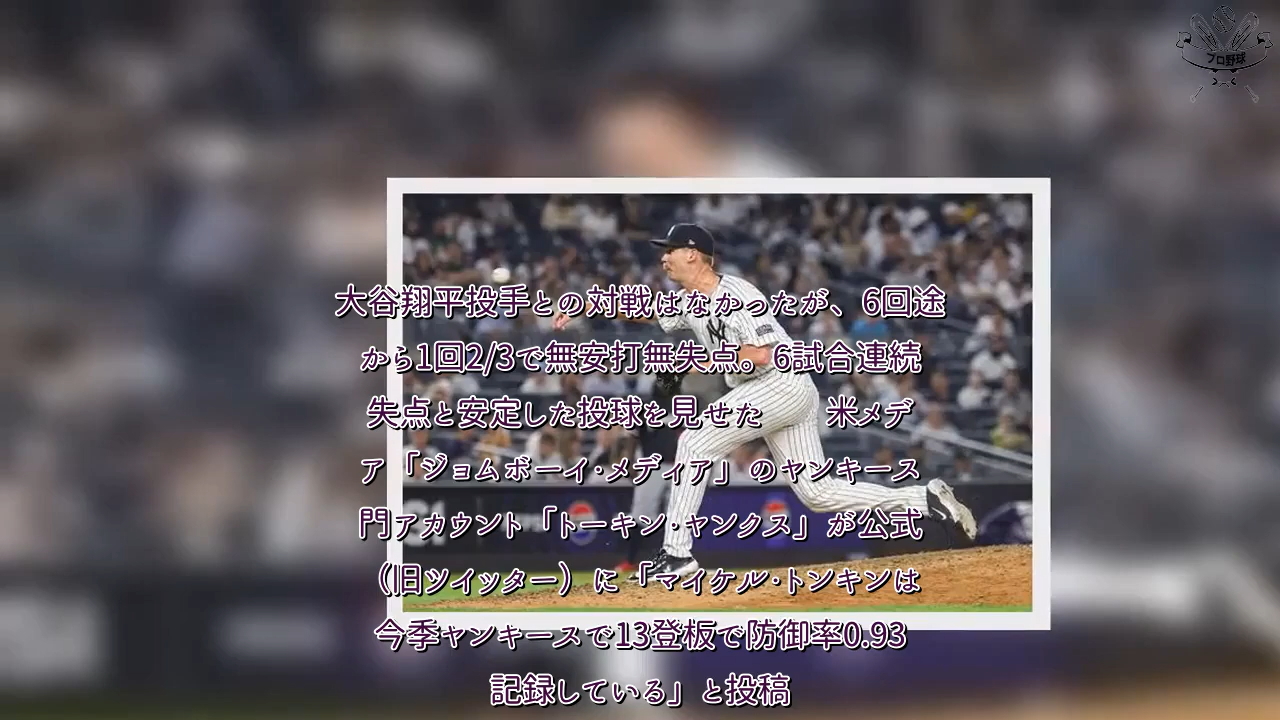 プロ野球
大谷翔平投手との対戦はなかったが、6回途
から1回2/3で無安打無失点。6試合連続
失点と安定した投球を見せた　　米メデ
ア「ジョムボーイ·メディア」のヤンキース
門アカウント「トーキン·ヤンクス」が公式
（旧ツイッター）に「マイケル·トンキンは
今季ヤンキースで13登板で防御率0.93
記録している」と投稿